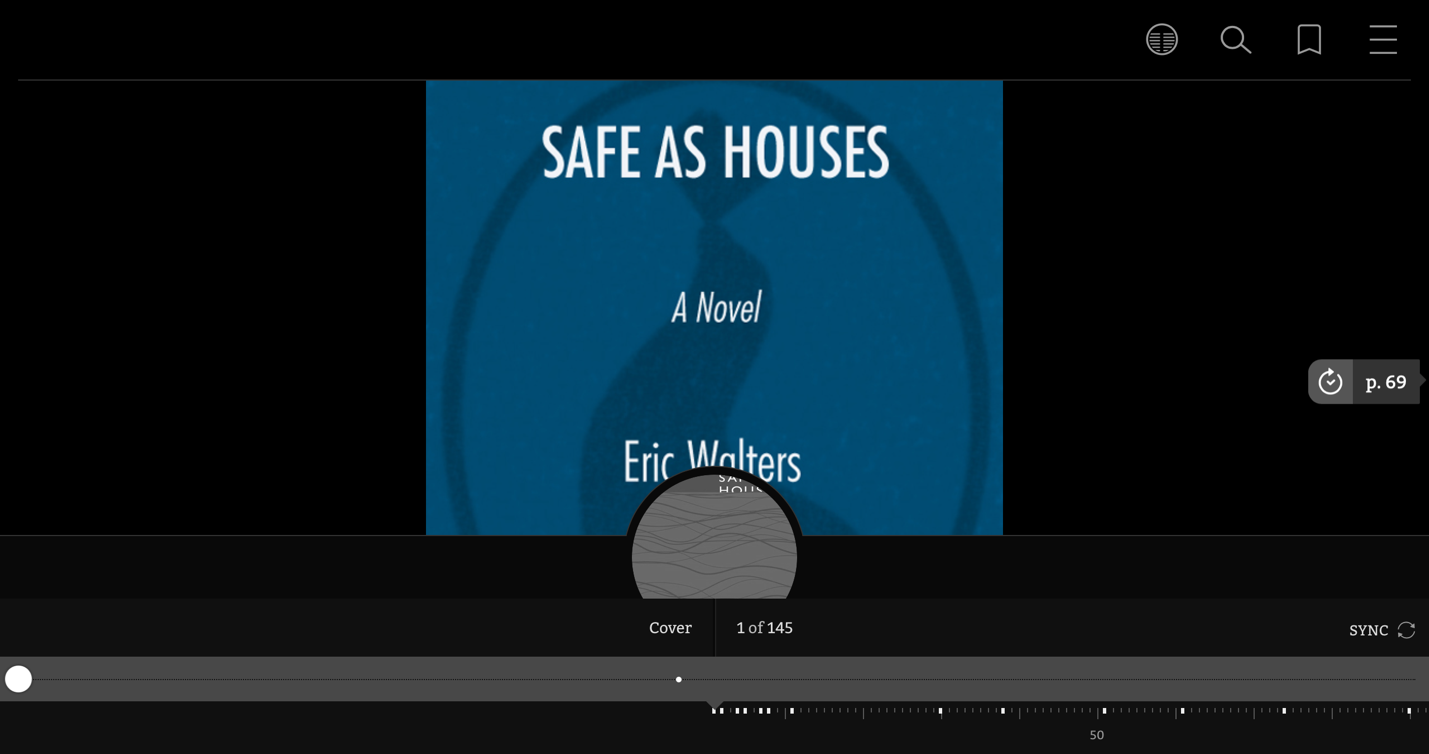 SAFE AS HOUSES
A Novel
p. 69
Eric Walters
Cover
1 of 145
SYNC
50